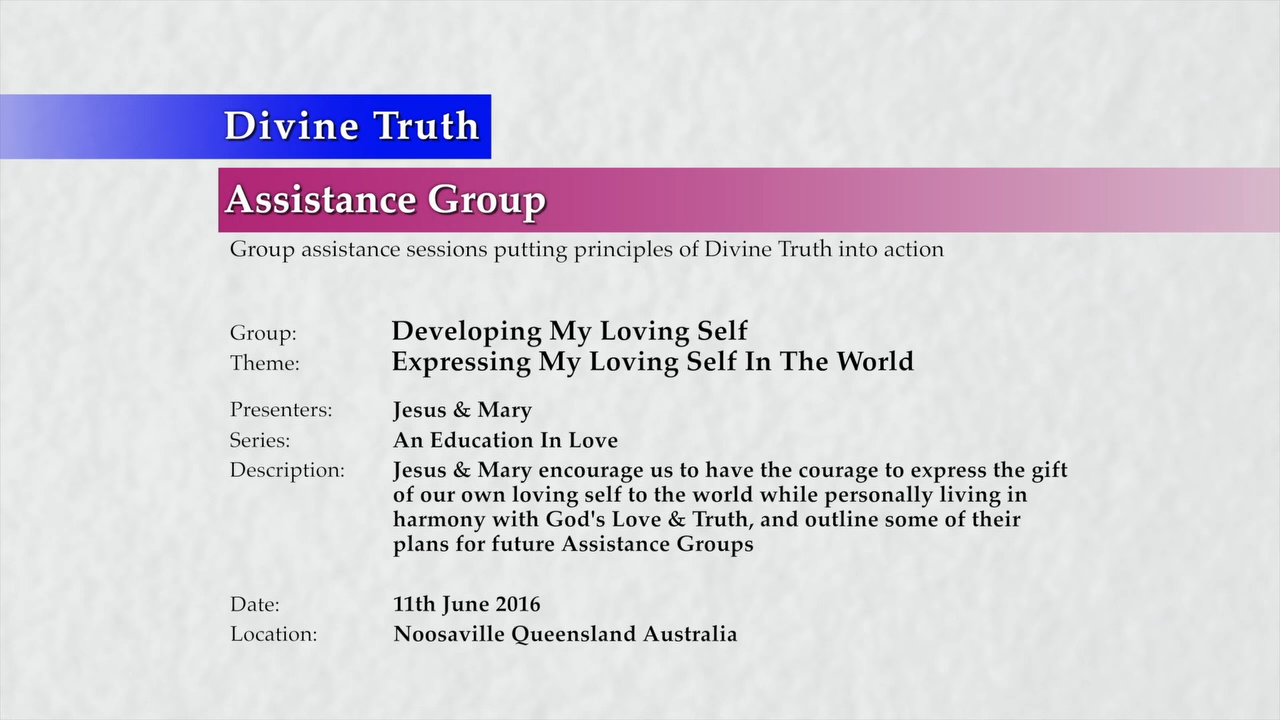 Divine Truth
Assistance Group
Group assistance sessions putting principles of Divine Truth into action
Group: Developing My Loving Self
Theme: Expressing My Loving Self In The World
Presenters: Jesus & Mary
Series: An Education In Love
Description: Jesus & Mary encourage us to have the courage to express the gift
of our own loving self to the world while personally living in
harmony with God's Love & Truth, and outline some of their
plans for future Assistance Groups
Date: 11th June 2016
Location: Noosaville Queensland Australia